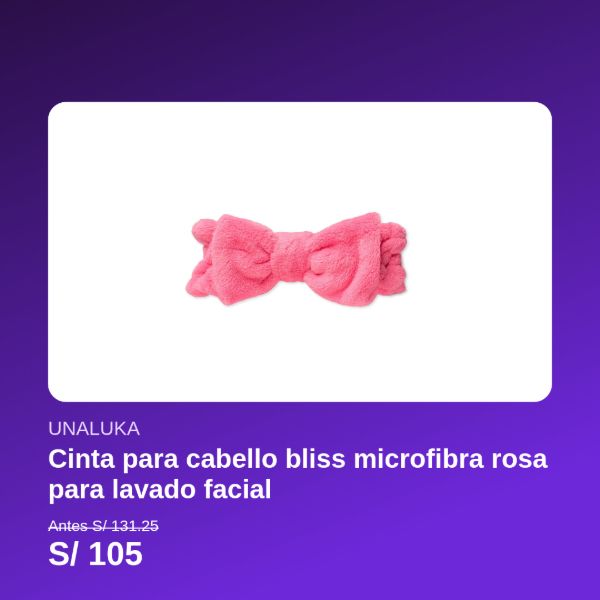 UNALUKA
Cinta para cabello bliss microfibra rosa
para lavado facial
Antes S/ 131.25
S/ 105